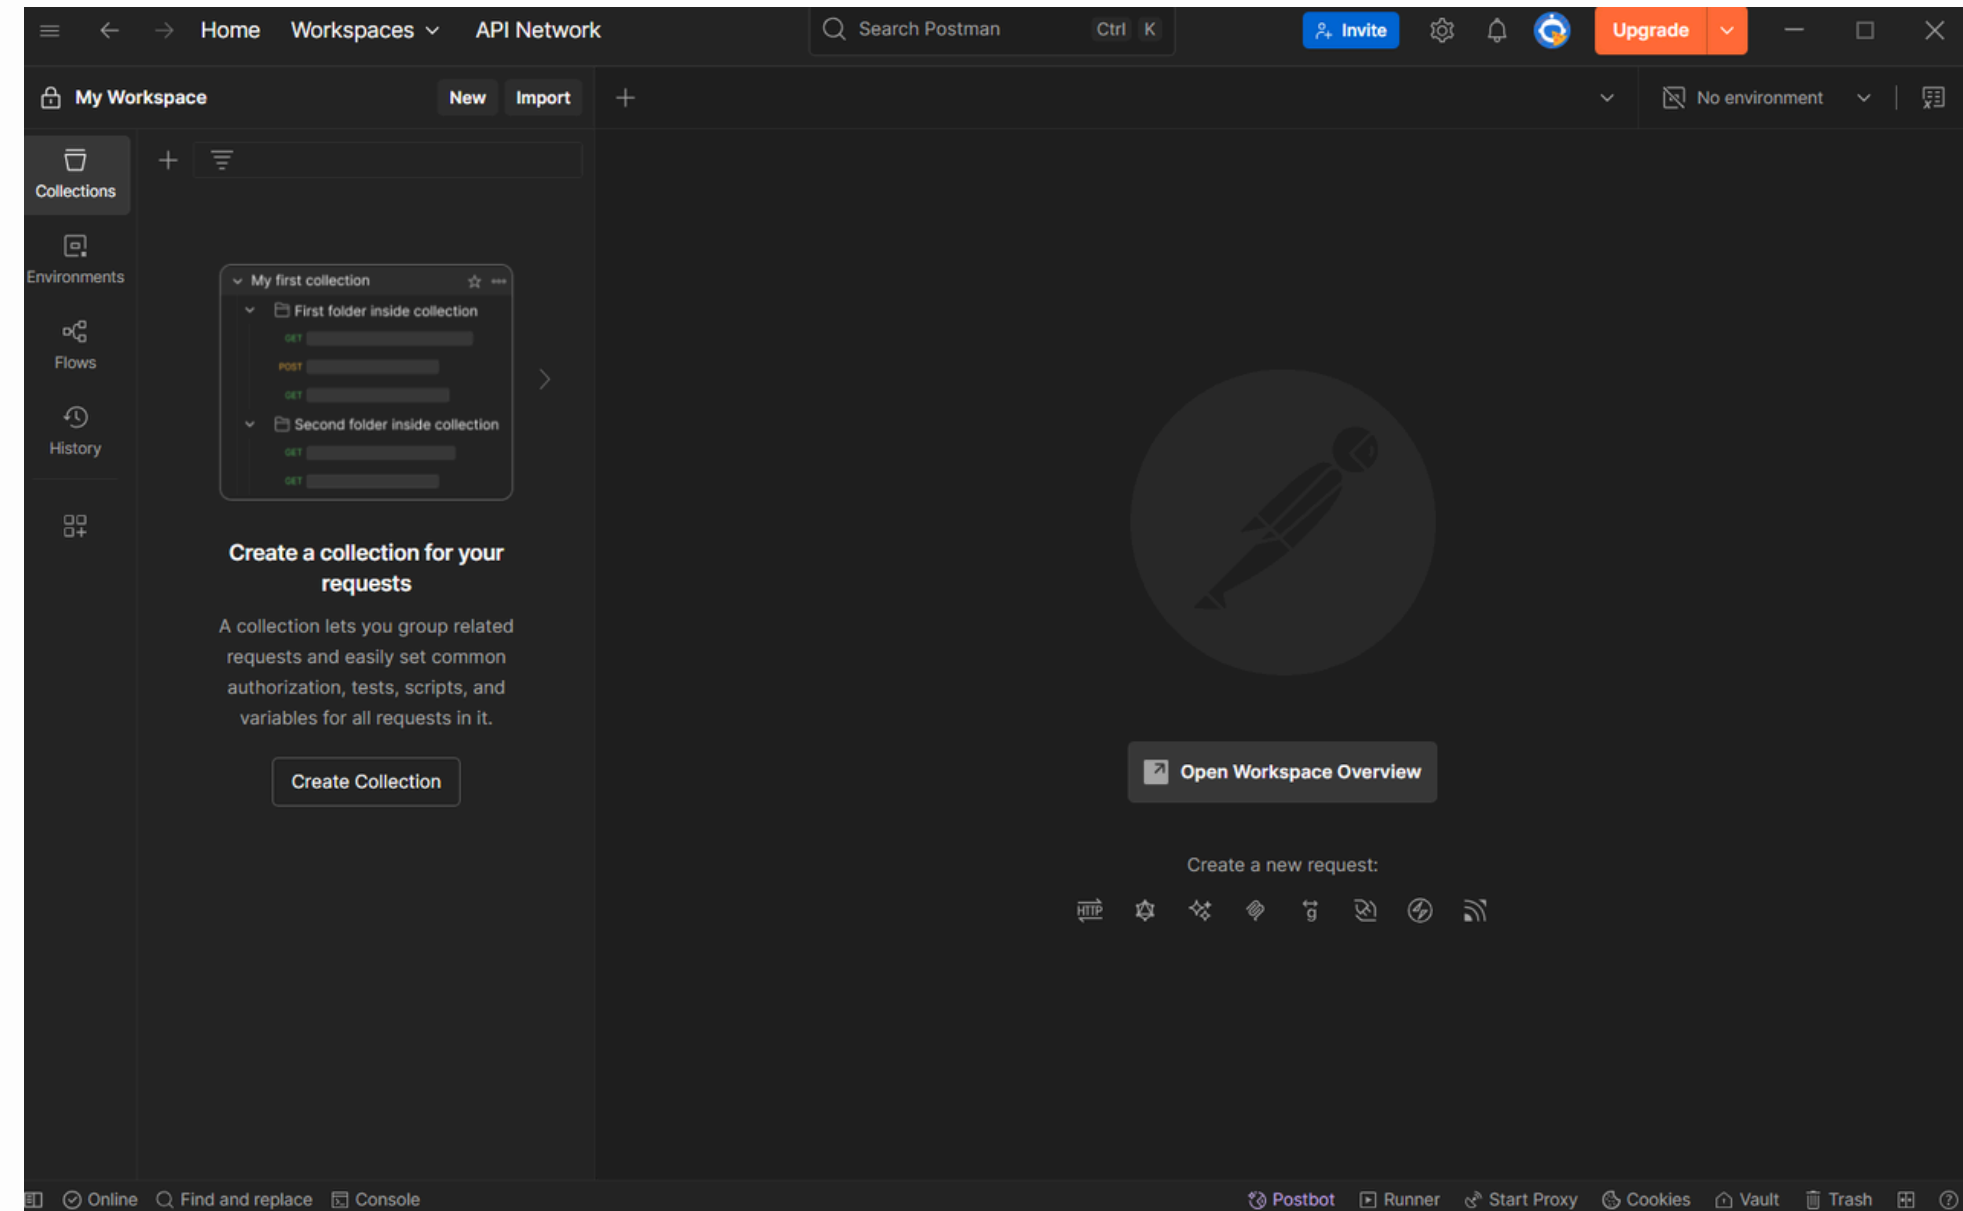 Home Workspaces API Network Search Postman Ctrl K Invite Upgrade
My Workspace New Import No environment
Collections
Environments
Flows
History
My first collection
First folder inside collection
GET
POST
GET
Second folder inside collection
GET
GET
Create a collection for your
requests
A collection lets you group related
requests and easily set common
authorization, tests, scripts, and
variables for all requests in it.
Create Collection
Open Workspace Overview
Create a new request:
HTTP g
Online Find and replace Console Postbot Runner Start Proxy Cookies Vault Trash